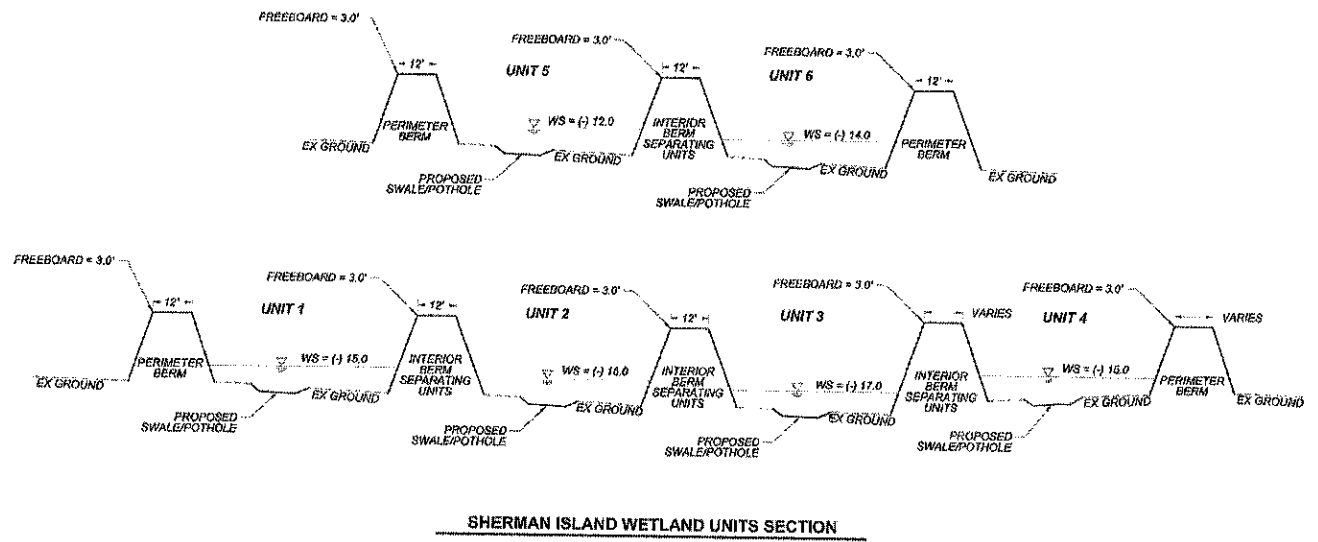 FREEBOARD = 3.0'
12'
UNIT 5
PERIMETER
BERM
EX GROUND
WS = (-) 12.0
PROPOSED
SWALE/POTHOLE
EX GROUND
FREEBOARD = 3.0'
12'
UNIT 6
INTERIOR
BERM
SEPARATING
UNITS
WS = (-) 14.0
PROPOSED
SWALE/POTHOLE
EX GROUND
FREEBOARD = 3.0'
12'
PERIMETER
BERM
EX GROUND
FREEBOARD = 3.0'
12'
UNIT 1
PERIMETER
BERM
EX GROUND
WS = (-) 15.0
PROPOSED
SWALE/POTHOLE
EX GROUND
FREEBOARD = 3.0'
12'
UNIT 2
INTERIOR
BERM
SEPARATING
UNITS
WS = (-)
PROPOSED
SWALE/POTHOLE
EX GROUND
FREEBOARD = 3.0'
12'
UNIT 3
INTERIOR
BERM
SEPARATING
UNITS
WS = (-) 17.0
PROPOSED
SWALE/POTHOLE
EX GROUND
FREEBOARD = 3.0'
VARIES
UNIT 4
INTERIOR
BERM
SEPARATING
UNITS
WS = (-)
PROPOSED
SWALE/POTHOLE
EX GROUND
FREEBOARD = 3.0'
VARIES
PERIMETER
BERM
EX GROUND
SHERMAN ISLAND WETLAND UNITS SECTION